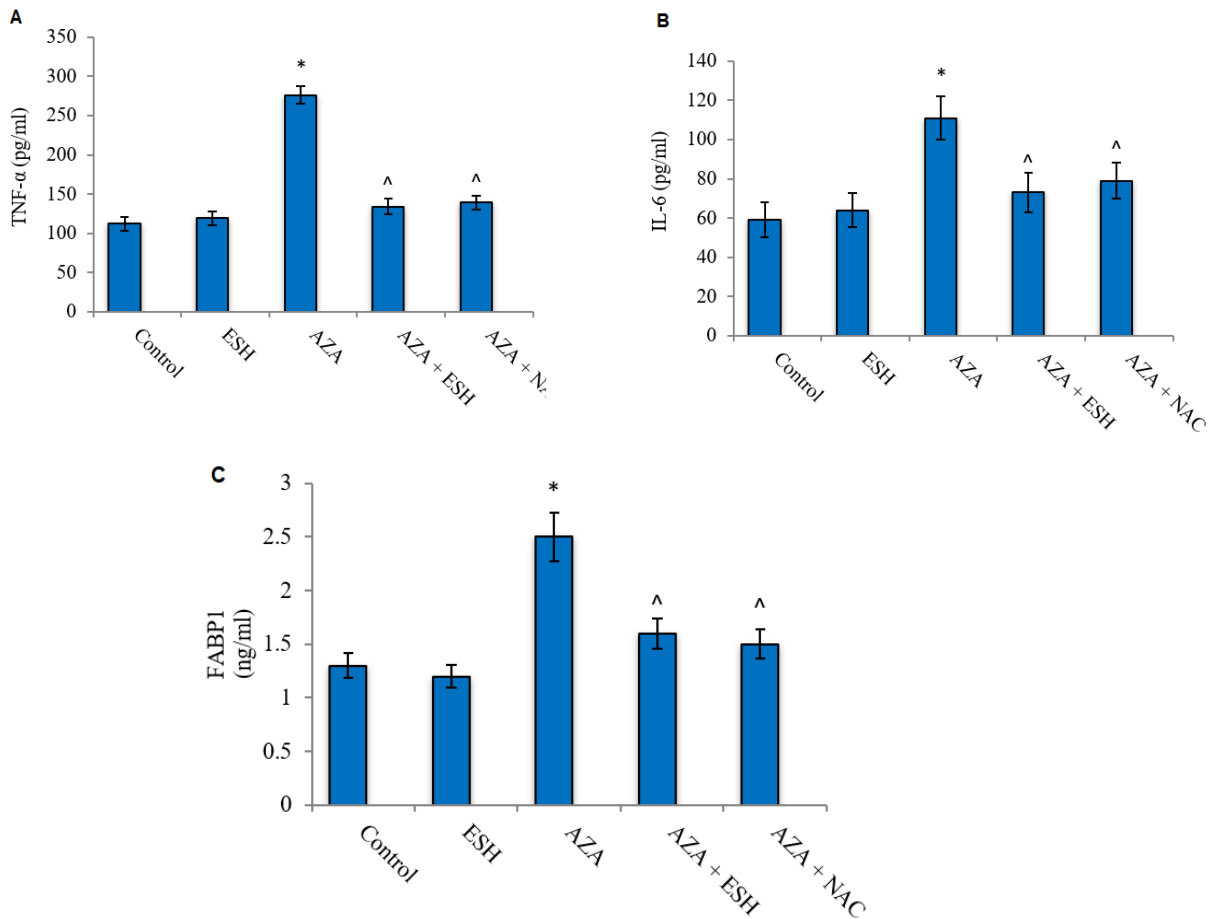 A
TNF-α (pg/ml)
350
300
250
200
150
100
50
0
*
^
^
Control
ESH
AZA
AZA + ESH
AZA +
B
IL-6 (pg/ml)
140
120
100
80
60
40
20
0
*
^
^
Control
ESH
AZA
AZA + ESH
AZA + NAC
C
FABP1
(ng/ml)
3
2.5
2
1.5
1
0.5
0
*
^
^
Control
ESH
AZA
AZA + ESH
AZA + NAC